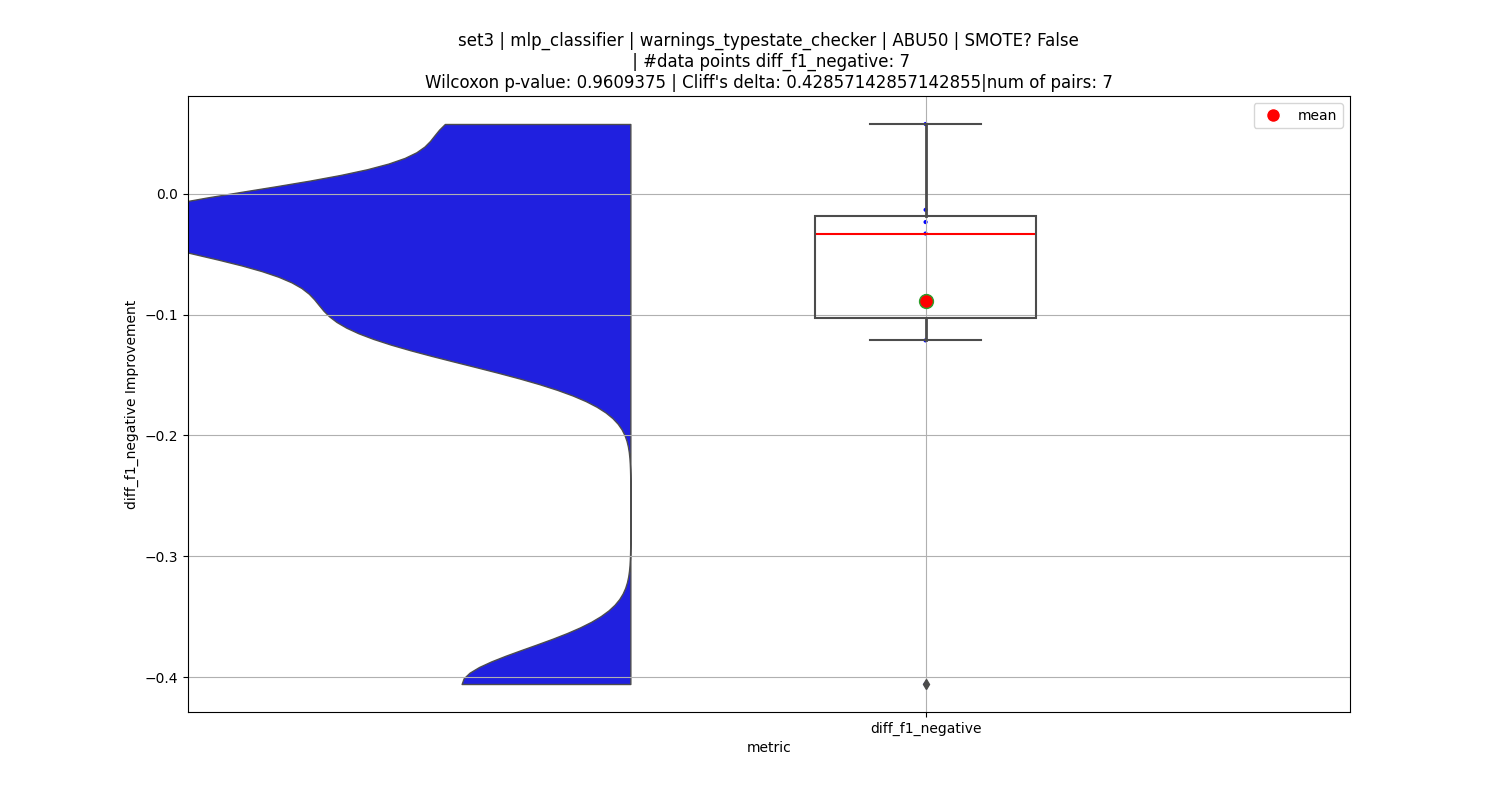 set3 | mlp_classifier | warnings_typestate_checker | ABU50 | SMOTE? False
| #data points diff_f1_negative: 7
Wilcoxon p-value: 0.9609375 | Cliff's delta: 0.42857142857142855|num of pairs: 7
mean
0.0
−0.1
−0.2
−0.3
−0.4
diff_f1_negative Improvement
diff_f1_negative
metric